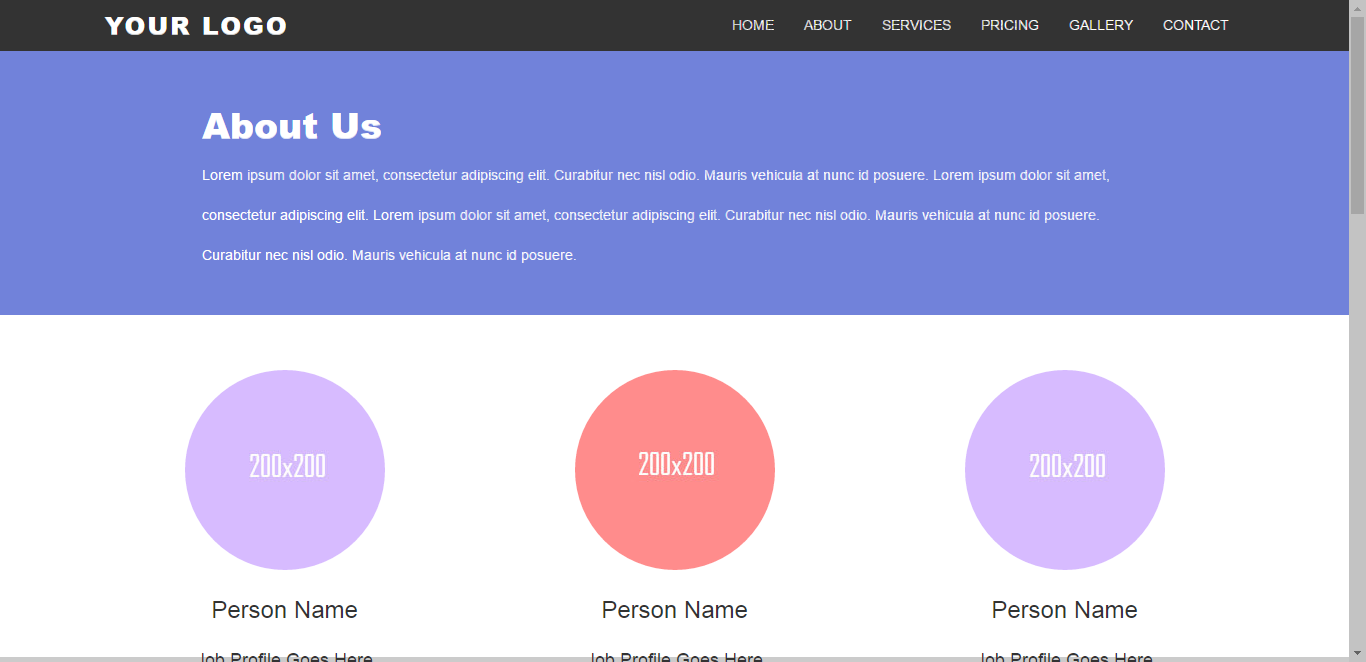 YOUR LOGO
HOME ABOUT SERVICES PRICING GALLERY CONTACT
About Us
Lorem ipsum dolor sit amet, consectetur adipiscing elit. Curabitur nec nisl odio. Mauris vehicula at nunc id posuere. Lorem ipsum dolor sit amet,
consectetur adipiscing elit. Lorem ipsum dolor sit amet, consectetur adipiscing elit. Curabitur nec nisl odio. Mauris vehicula at nunc id posuere.
Curabitur nec nisl odio. Mauris vehicula at nunc id posuere.
200x200
200x200
200x200
Person Name
Person Name
Person Name
Job Profile Goes Here
Job Profile Goes Here
Job Profile Goes Here